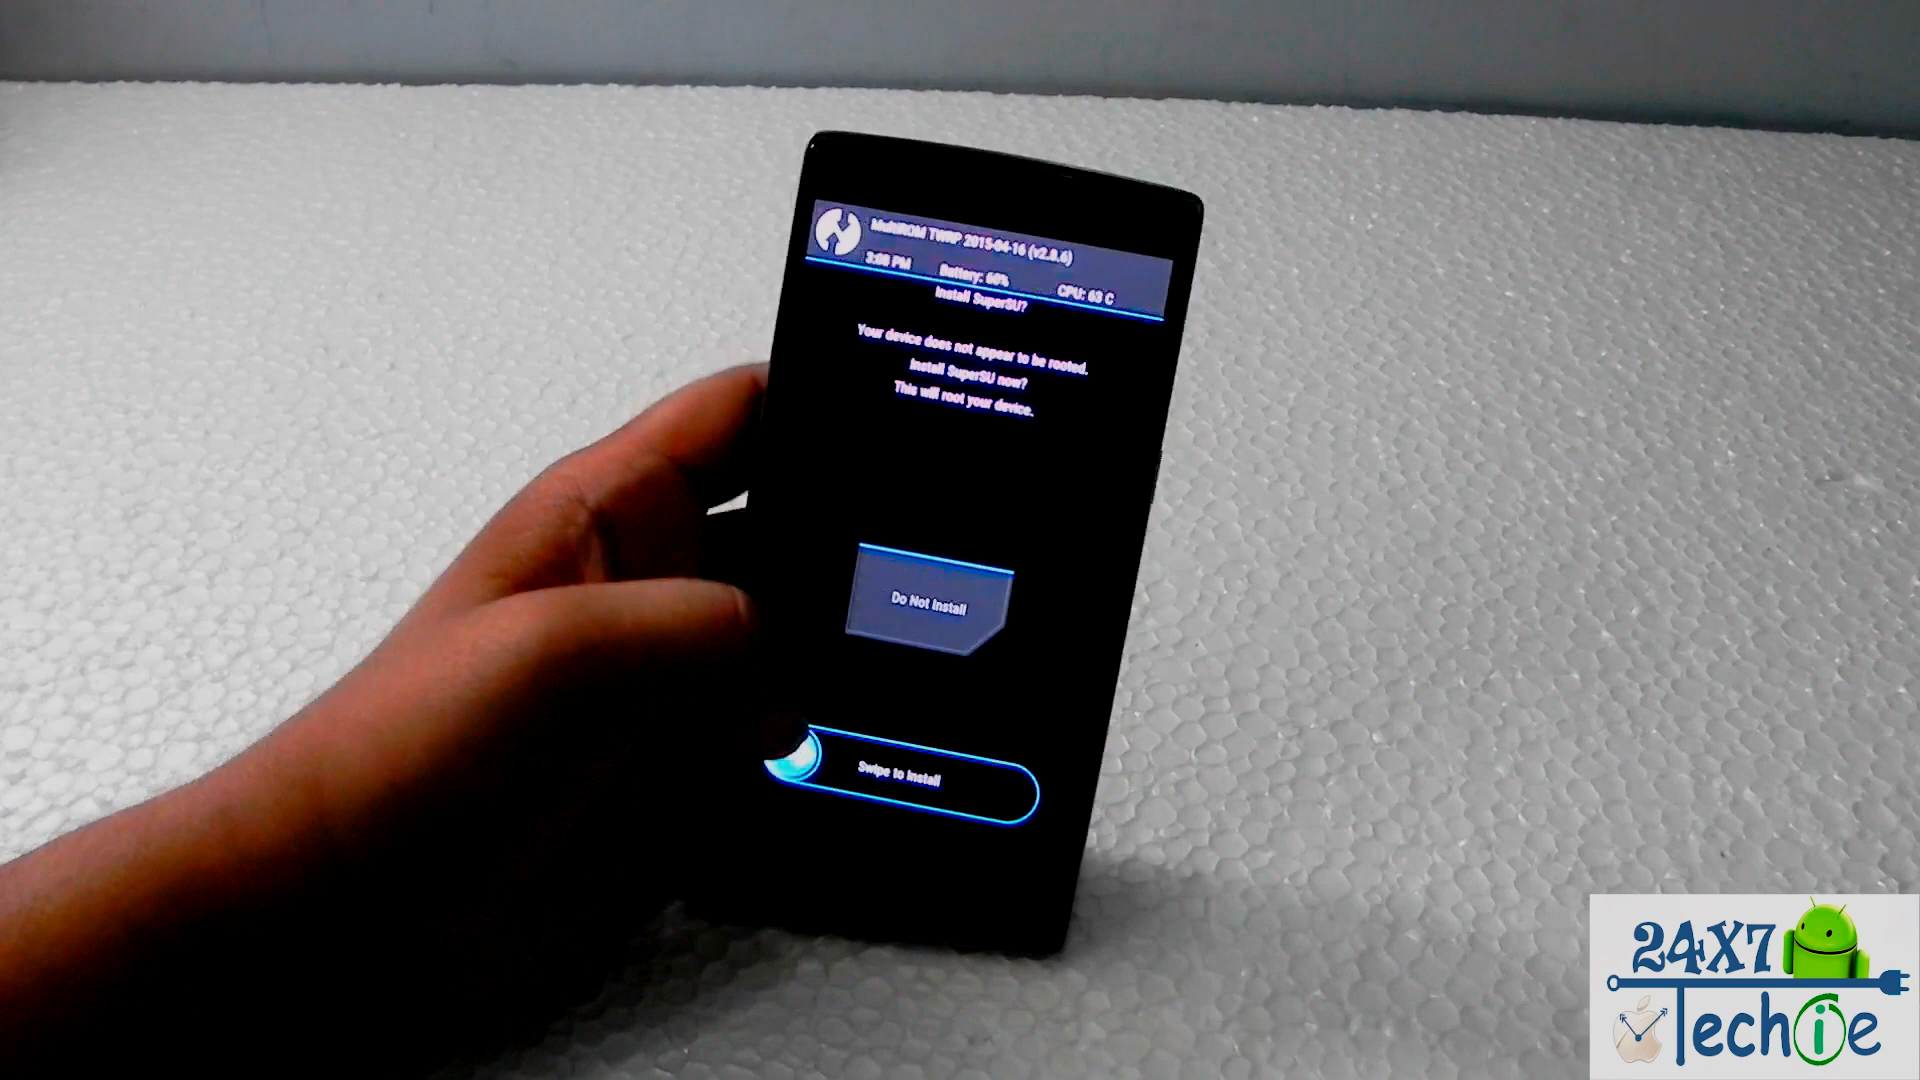 MultiROM TWRP 2015-04-16 (v2.8.6)
3:08 PM Battery: 60% CPU: 63 C
Install SuperSU?
Your device does not appear to be rooted.
Install SuperSU now?
This will root your device.
Do Not Install
Swipe to Install
24X7
Techie